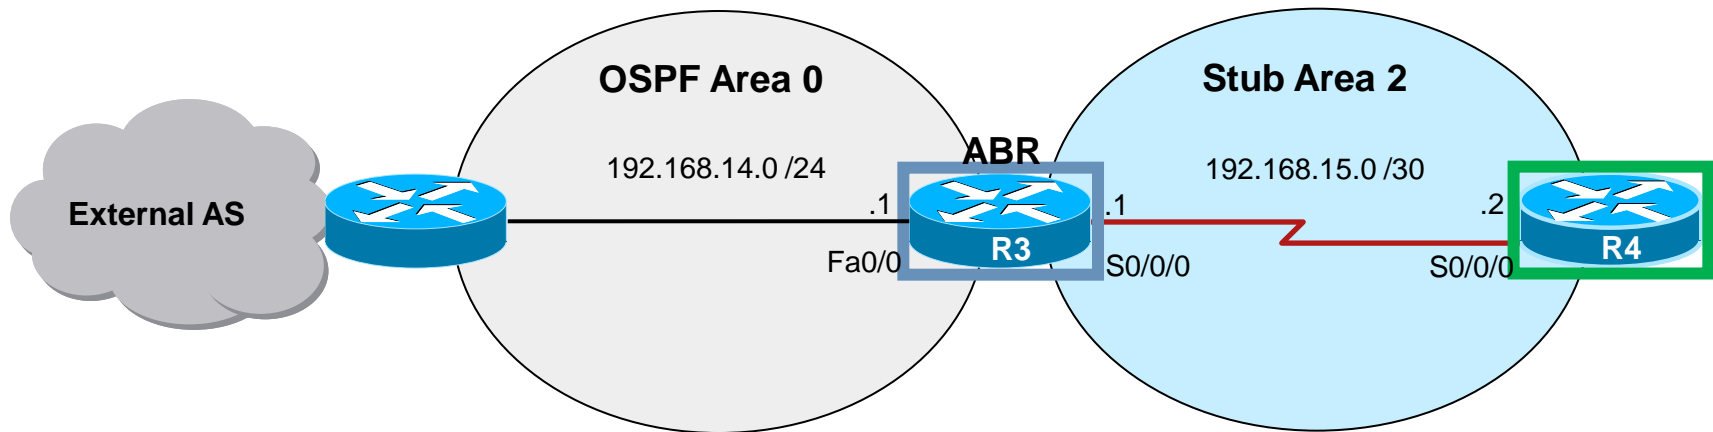 OSPF Area 0
Stub Area 2
External AS
192.168.14.0 /24
ABR
192.168.15.0 /30
.1
.1
.2
Fa0/0
R3
S0/0/0
S0/0/0
R4